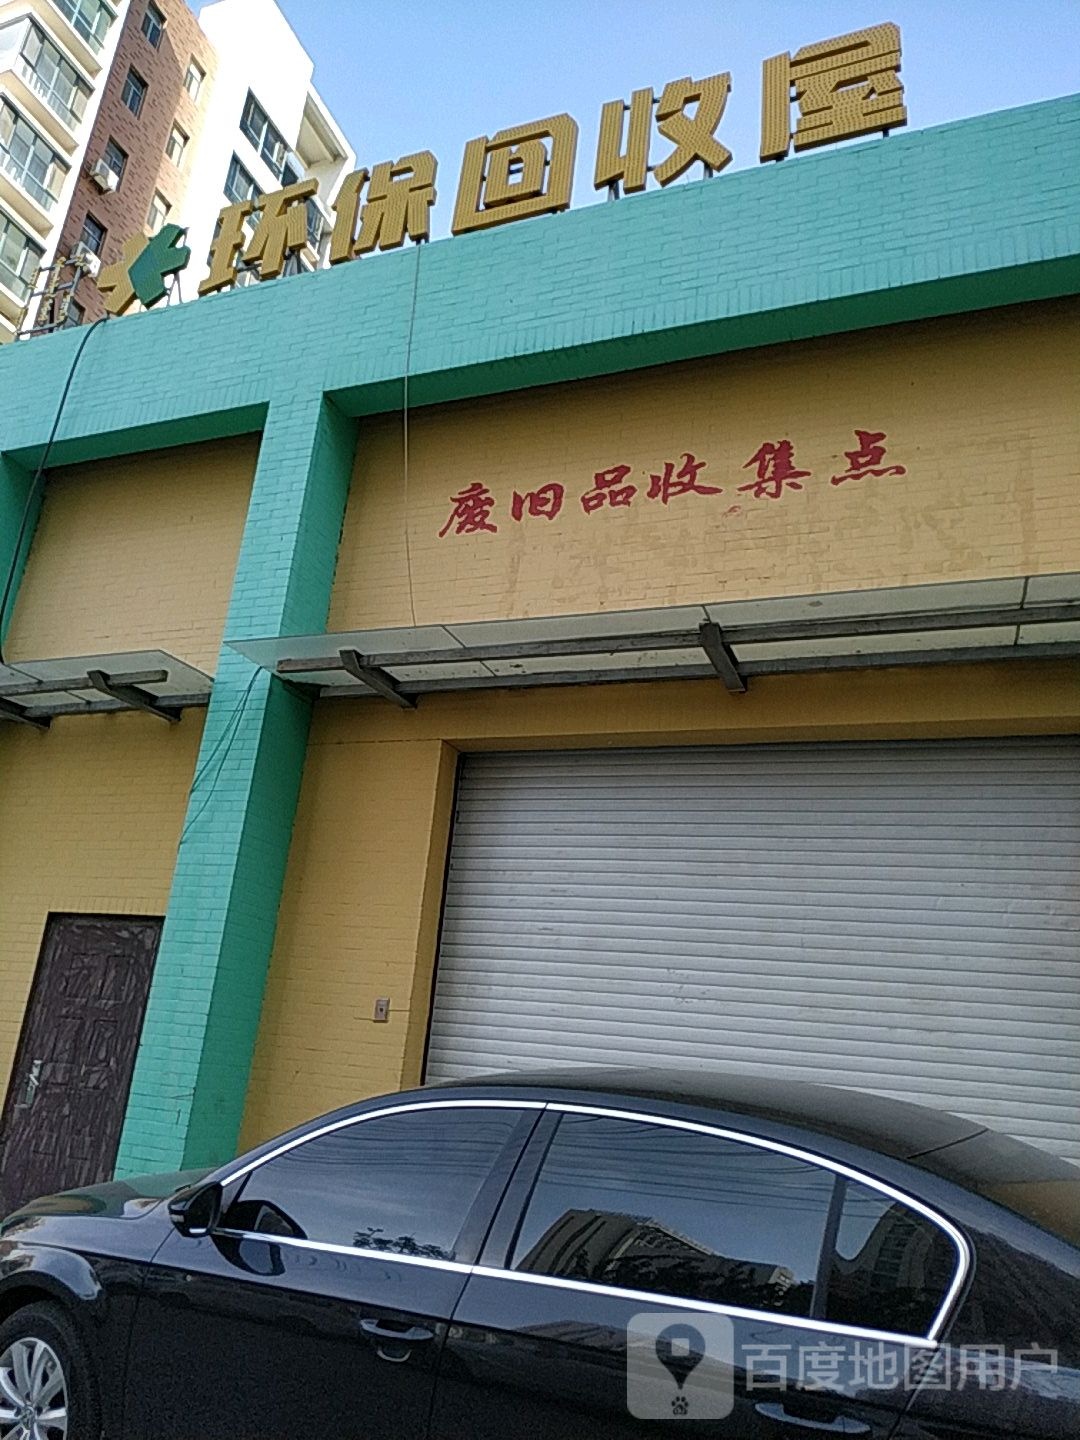 环保回收屋
废旧品收集点
百度地图用户